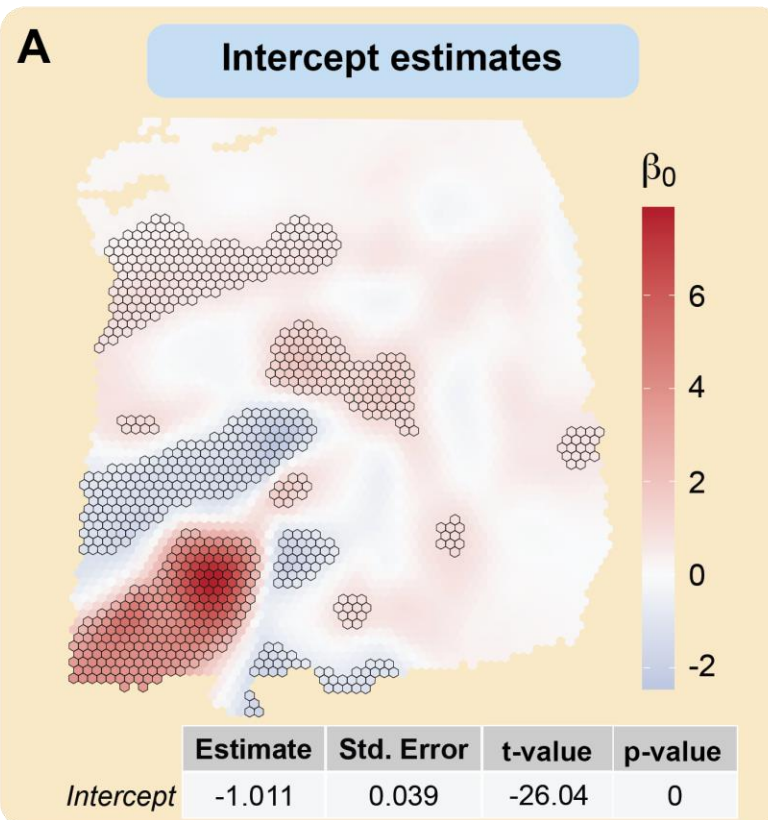 A
Intercept estimates
β0
6
4
2
0
-2
Estimate Std. Error t-value p-value
Intercept -1.011 0.039 -26.04 0